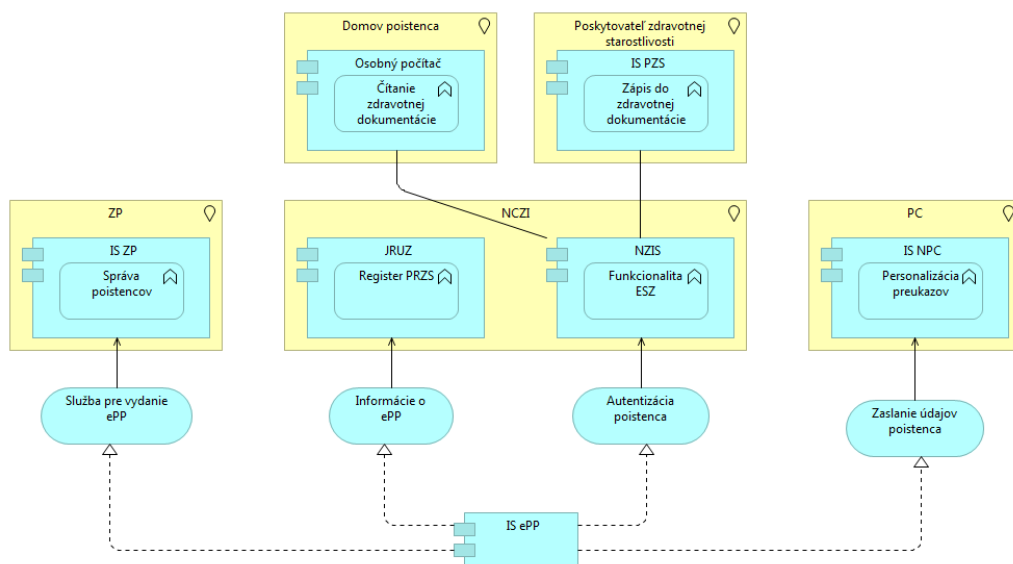 Domov poistenca
Osobný počítač
Čítanie
zdravotnej
dokumentácie
Poskytovateľ zdravotnej
starostlivosti
IS PZS
Zápis do
zdravotnej
dokumentácie
ZP
IS ZP
Správa
poistencov
NCZI
JRUZ
Register PRZS
NZIS
Funkcionalita
ESZ
PC
IS NPC
Personalizácia
preukazov
Služba pre vydanie
ePP
Informácie o
ePP
Autentizácia
poistenca
Zaslanie údajov
poistenca
IS ePP